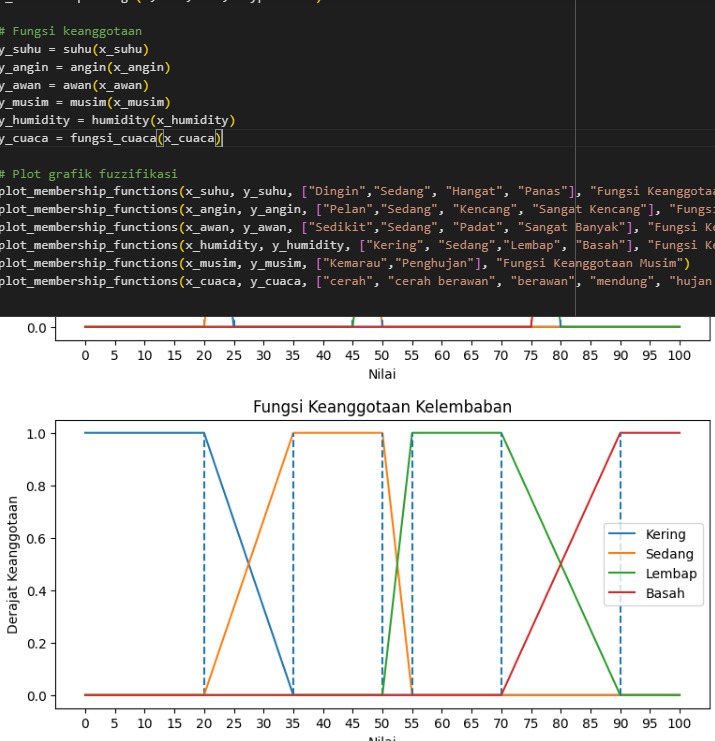 # Fungsi keanggotaan
y_suhu = suhu(x_suhu)
y_angin = angin(x_angin)
y_awan = awan(x_awan)
y_musim = musim(x_musim)
y_humidity = humidity(x_humidity)
y_cuaca = fungsi_cuaca(x_cuaca)
# Plot grafik fuzzifikasi
plot_membership_functions(x_suhu, y_suhu, ["Dingin","Sedang", "Hangat", "Panas"], "Fungsi Keanggota
plot_membership_functions(x_angin, y_angin, ["Pelan","Sedang", "Kencang", "Sangat Kencang"], "Fungs
plot_membership_functions(x_awan, y_awan, ["Sedikit","Sedang", "Padat", "Sangat Banyak"], "Fungsi K
plot_membership_functions(x_humidity, y_humidity, ["Kering", "Sedang","Lembap", "Basah"], "Fungsi K
plot_membership_functions(x_musim, y_musim, ["Kemarau","Penghujan"], "Fungsi Keanggotaan Musim")
plot_membership_functions(x_cuaca, y_cuaca, ["cerah", "cerah berawan", "berawan", "mendung", "hujan
0.0
0 5 10 15 20 25 30 35 40 45 50 55 60 65 70 75 80 85 90 95 100
Nilai
Fungsi Keanggotaan Kelembaban
1.0
0.8
0.6
0.4
0.2
0.0
Derajat Keanggotaan
Kering
Sedang
Lembap
Basah
0 5 10 15 20 25 30 35 40 45 50 55 60 65 70 75 80 85 90 95 100
Nilai